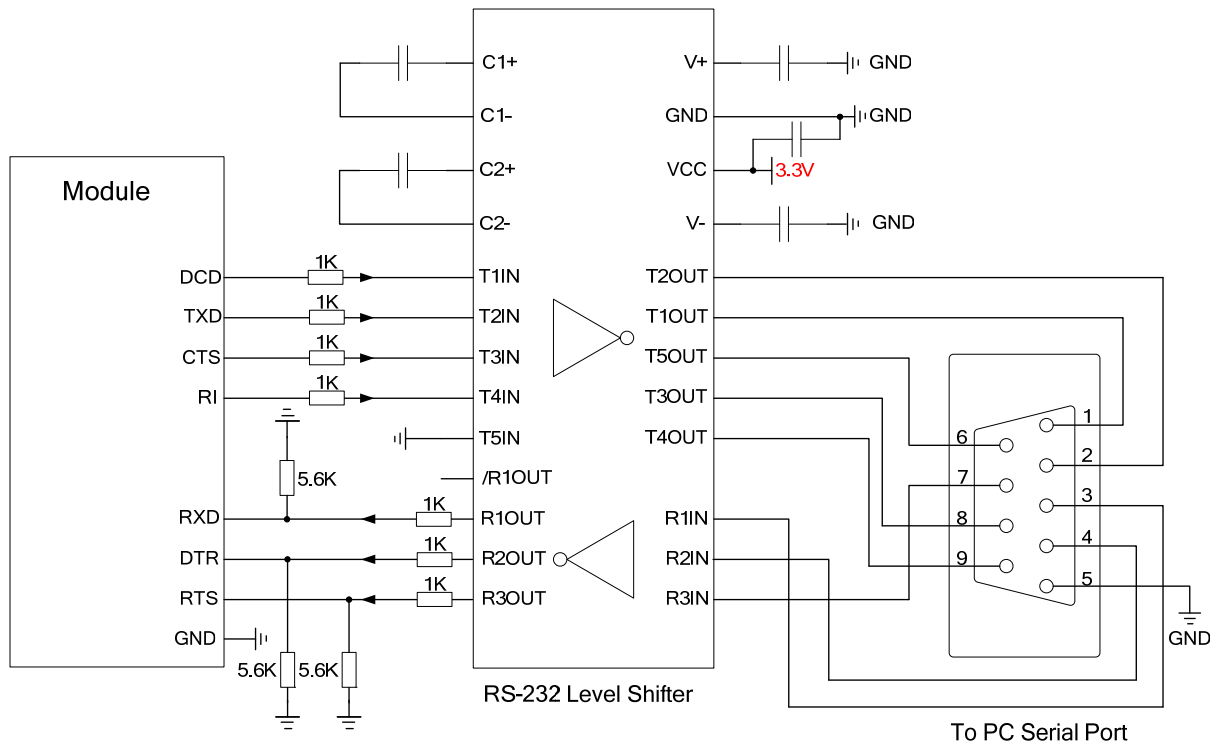 Module
DCD
TXD
CTS
RI
RXD
DTR
RTS
GND
1K
1K
1K
1K
5.6K
1K
1K
1K
5.6K
5.6K
C1+
C1-
C2+
C2-
T1IN
T2IN
T3IN
T4IN
T5IN
/R1OUT
R1OUT
R2OUT
R3OUT
V+
GND
VCC
V-
T2OUT
T1OUT
T5OUT
T3OUT
T4OUT
R1IN
R2IN
R3IN
GND
GND
3.3V
GND
RS-232 Level Shifter
1
6
2
7
3
8
4
9
5
GND
To PC Serial Port